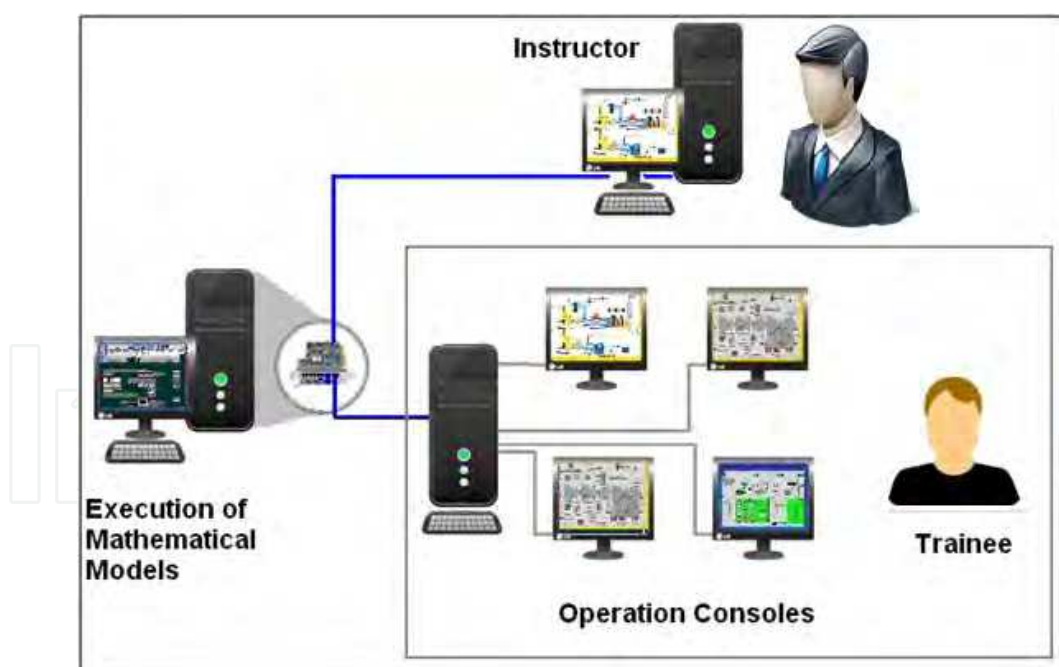 Instructor
Execution of
Mathematical
Models
Trainee
Operation Consoles